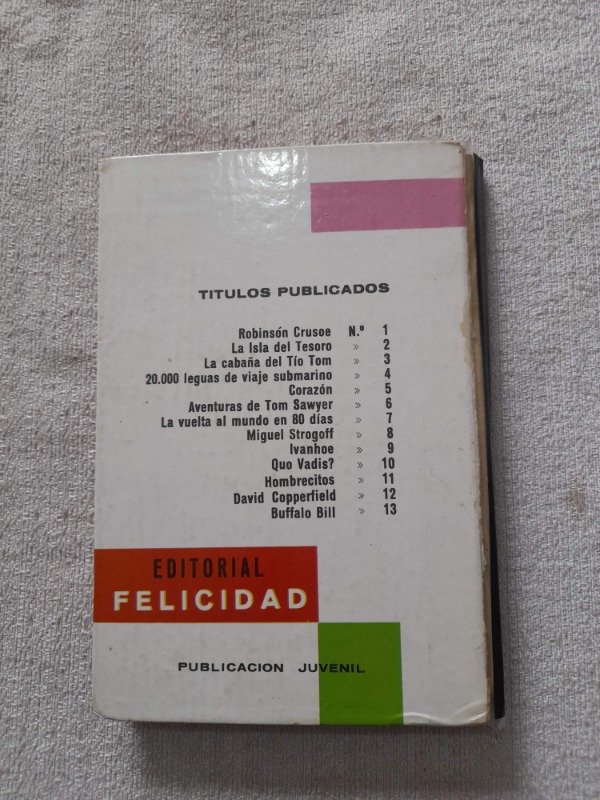 TITULOS PUBLICADOS
Robinsón Crusoe N.º 1
La Isla del Tesoro » 2
La cabaña del Tío Tom » 3
20.000 leguas de viaje submarino » 4
Corazón » 5
Aventuras de Tom Sawyer » 6
La vuelta al mundo en 80 días » 7
Miguel Strogoff » 8
Ivanhoe » 9
Quo Vadis? » 10
Hombrecitos » 11
David Copperfield » 12
Buffalo Bill » 13
EDITORIAL
FELICIDAD
PUBLICACION JUVENIL